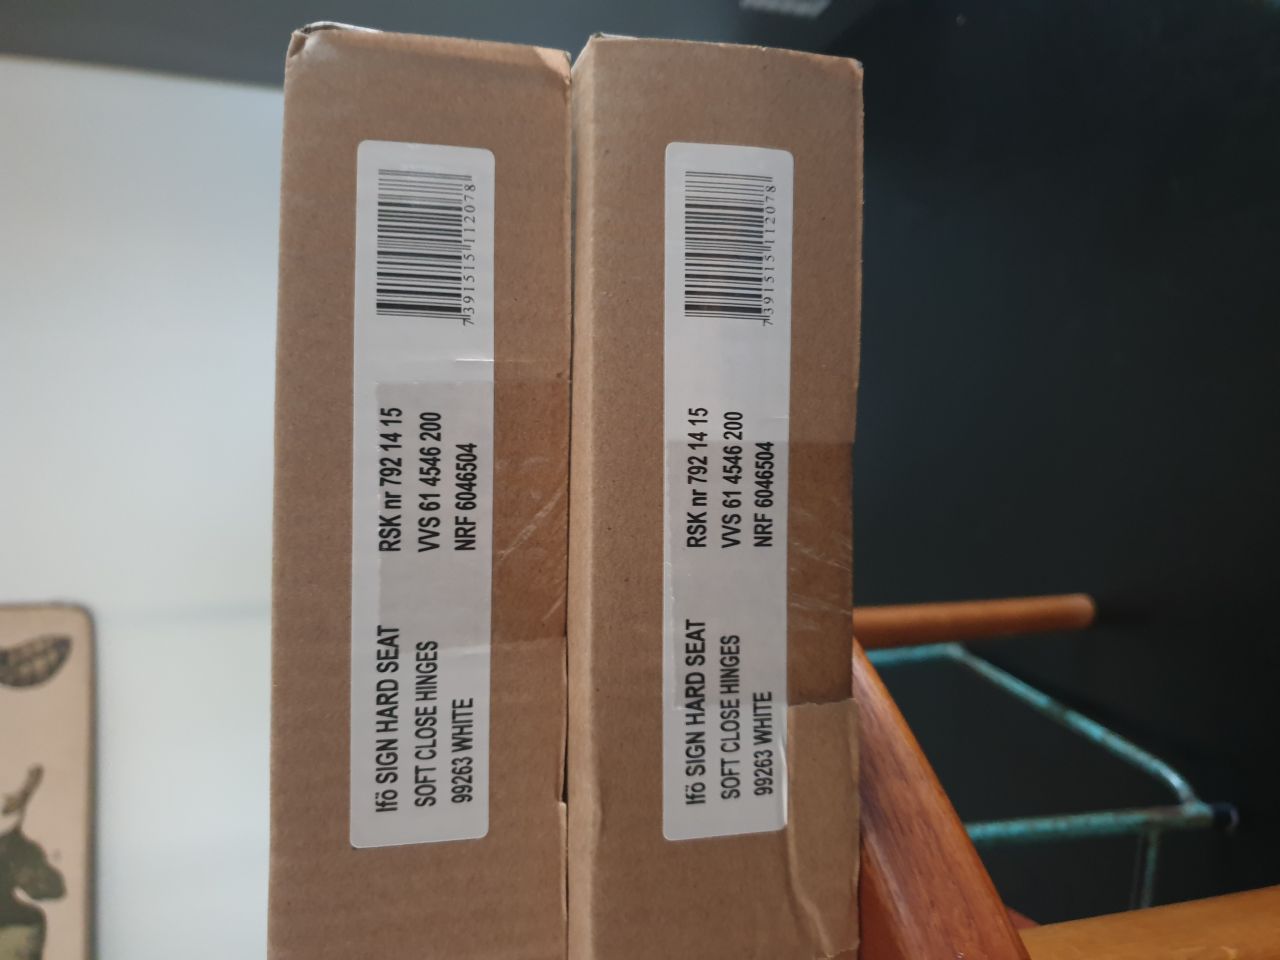 Ifö SIGN HARD SEAT
SOFT CLOSE HINGES
99263 WHITE
RSK nr 792 14 15
VVS 61 4546 200
NRF 6046504
7391515112078
Ifö SIGN HARD SEAT
SOFT CLOSE HINGES
99263 WHITE
RSK nr 792 14 15
VVS 61 4546 200
NRF 6046504
7391515112078